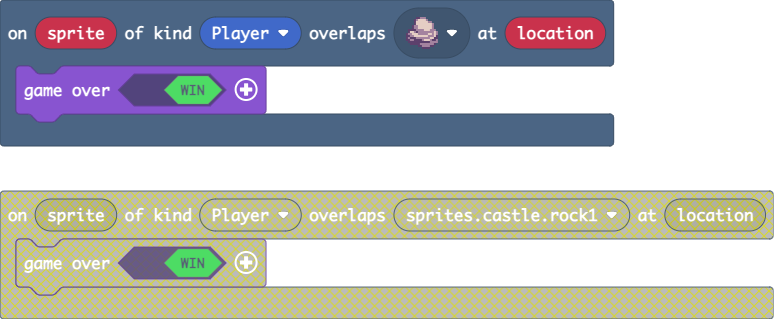 on sprite of kind Player overlaps at location
game over WIN
on sprite of kind Player overlaps sprites.castle.rock1 at location
game over WIN